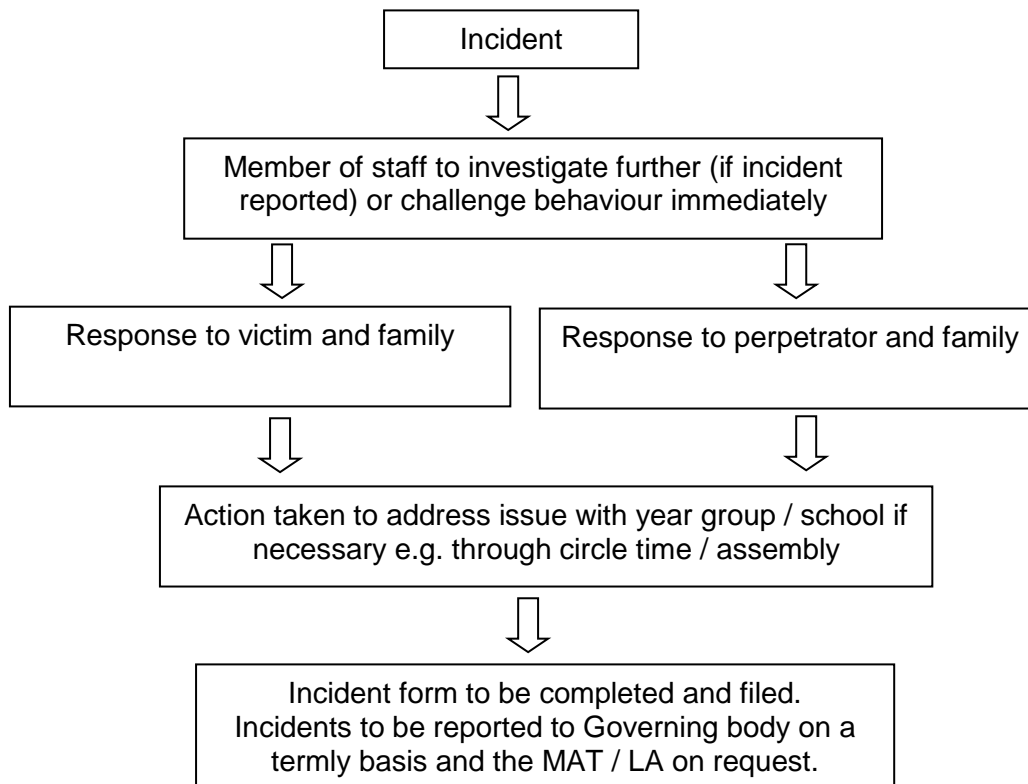 Incident
Member of staff to investigate further (if incident
reported) or challenge behaviour immediately
Response to victim and family
Response to perpetrator and family
Action taken to address issue with year group / school if
necessary e.g. through circle time / assembly
Incident form to be completed and filed.
Incidents to be reported to Governing body on a
termly basis and the MAT / LA on request.